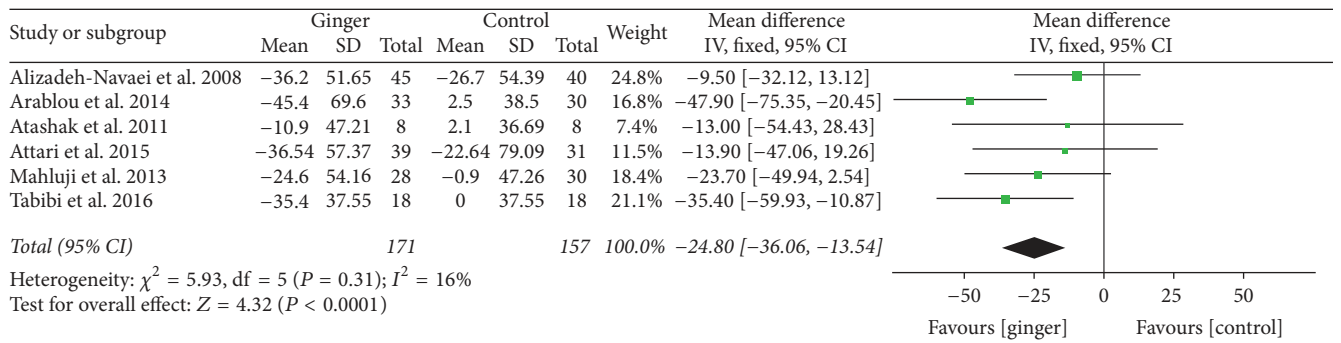 Study or subgroup Ginger Control Weight Mean difference Mean difference
Mean SD Total Mean SD Total IV, fixed, 95% CI IV, fixed, 95% CI
Alizadeh-Navaei et al. 2008 −36.2 51.65 45 −26.7 54.39 40 24.8% −9.50 [−32.12, 13.12]
Arablou et al. 2014 −45.4 69.6 33 2.5 38.5 30 16.8% −47.90 [−75.35, −20.45]
Atashak et al. 2011 −10.9 47.21 8 2.1 36.69 8 7.4% −13.00 [−54.43, 28.43]
Attari et al. 2015 −36.54 57.37 39 −22.64 79.09 31 11.5% −13.90 [−47.06, 19.26]
Mahluji et al. 2013 −24.6 54.16 28 −0.9 47.26 30 18.4% −23.70 [−49.94, 2.54]
Tabibi et al. 2016 −35.4 37.55 18 0 37.55 18 21.1% −35.40 [−59.93, −10.87]
Total (95% CI) 171 157 100.0% −24.80 [−36.06, −13.54]
Heterogeneity: χ² = 5.93, df = 5 (P = 0.31); I² = 16%
Test for overall effect: Z = 4.32 (P < 0.0001)
−50 −25 0 25 50
Favours [ginger] Favours [control]